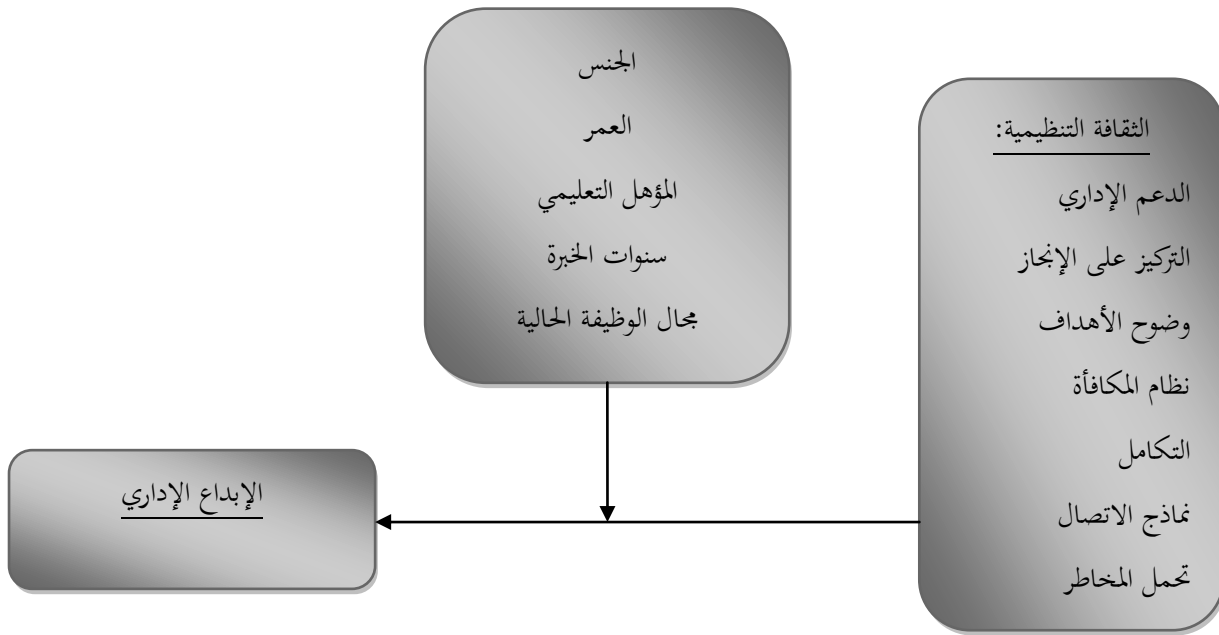 الجنس
العمر
المؤهل التعليمي
سنوات الخبرة
مجال الوظيفة الحالية
الثقافة التنظيمية:
الدعم الإداري
التركيز على الإنجاز
وضوح الأهداف
نظام المكافأة
التكامل
نماذج الاتصال
تحمل المخاطر
الإبداع الإداري